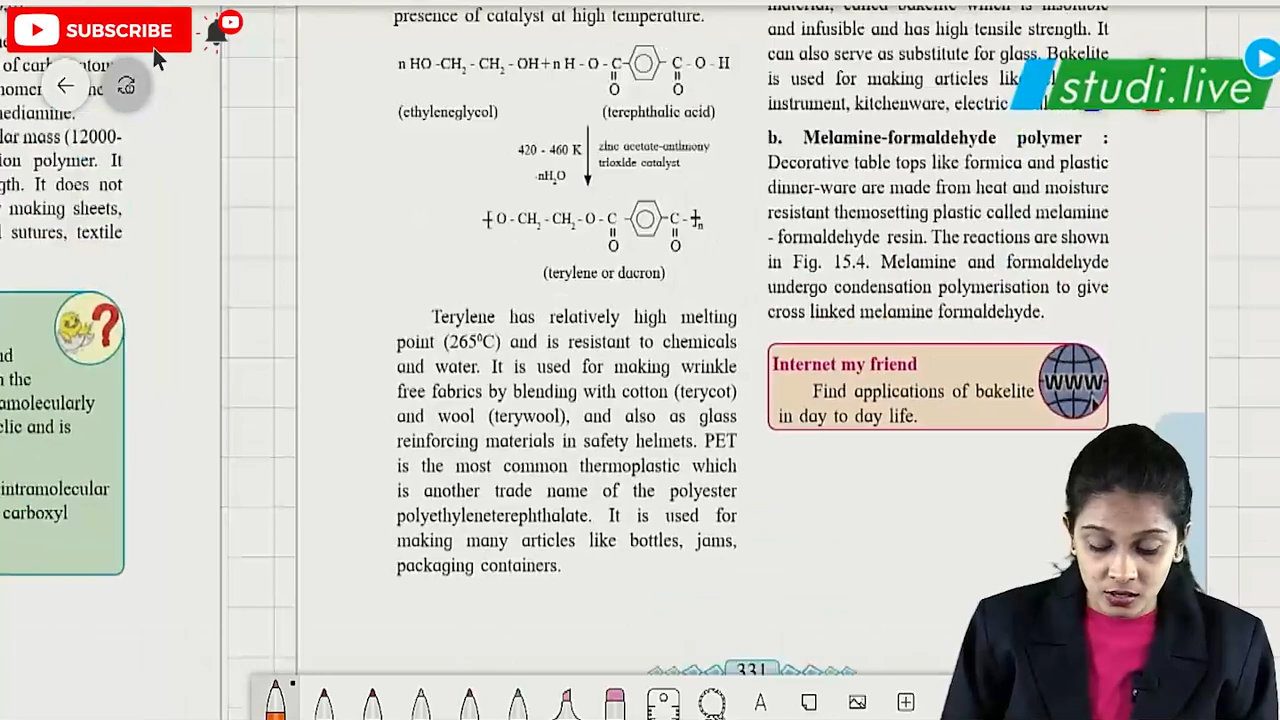 SUBSCRIBE
studi.live
of carb
nomer
he
nediamine.
lar mass (12000-
ion polymer. It
gth. It does not
making sheets,
l sutures, textile
?
nd
n the
amolecularly
lic and is
intramolecular
carboxyl
presence of catalyst at high temperature.
n HO -CH2 - CH2 - OH+n H - O - C - C - O - H
O O
(ethyleneglycol) (terephthalic acid)
420 - 460 K zinc acetate-antimony
trioxide catalyst
-nH2O
O - CH2 - CH2 - O - C - C - n
O O
(terylene or dacron)
Terylene has relatively high melting
point (265⁰C) and is resistant to chemicals
and water. It is used for making wrinkle
free fabrics by blending with cotton (terycot)
and wool (terywool), and also as glass
reinforcing materials in safety helmets. PET
is the most common thermoplastic which
is another trade name of the polyester
polyethyleneterephthalate. It is used for
making many articles like bottles, jams,
packaging containers.
material, called bakelite which is insoluble
and infusible and has high tensile strength. It
can also serve as substitute for glass. Bakelite
is used for making articles lik
instrument, kitchenware, electric
b. Melamine-formaldehyde polymer :
Decorative table tops like formica and plastic
dinner-ware are made from heat and moisture
resistant themosetting plastic called melamine
- formaldehyde resin. The reactions are shown
in Fig. 15.4. Melamine and formaldehyde
undergo condensation polymerisation to give
cross linked melamine formaldehyde.
Internet my friend
WWW
Find applications of bakelite
in day to day life.
331
A